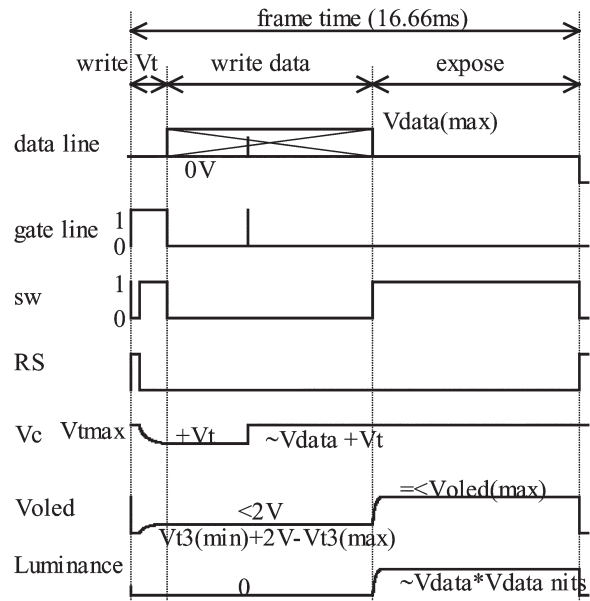 frame time (16.66ms)
write Vt write data expose
data line Vdata(max)
0V
gate line 1
0
sw 1
0
RS
Vc Vtmax +Vt ~Vdata +Vt
Voled <2V =<Voled(max)
Vt3(min)+2V-Vt3(max)
Luminance 0 ~Vdata*Vdata nits